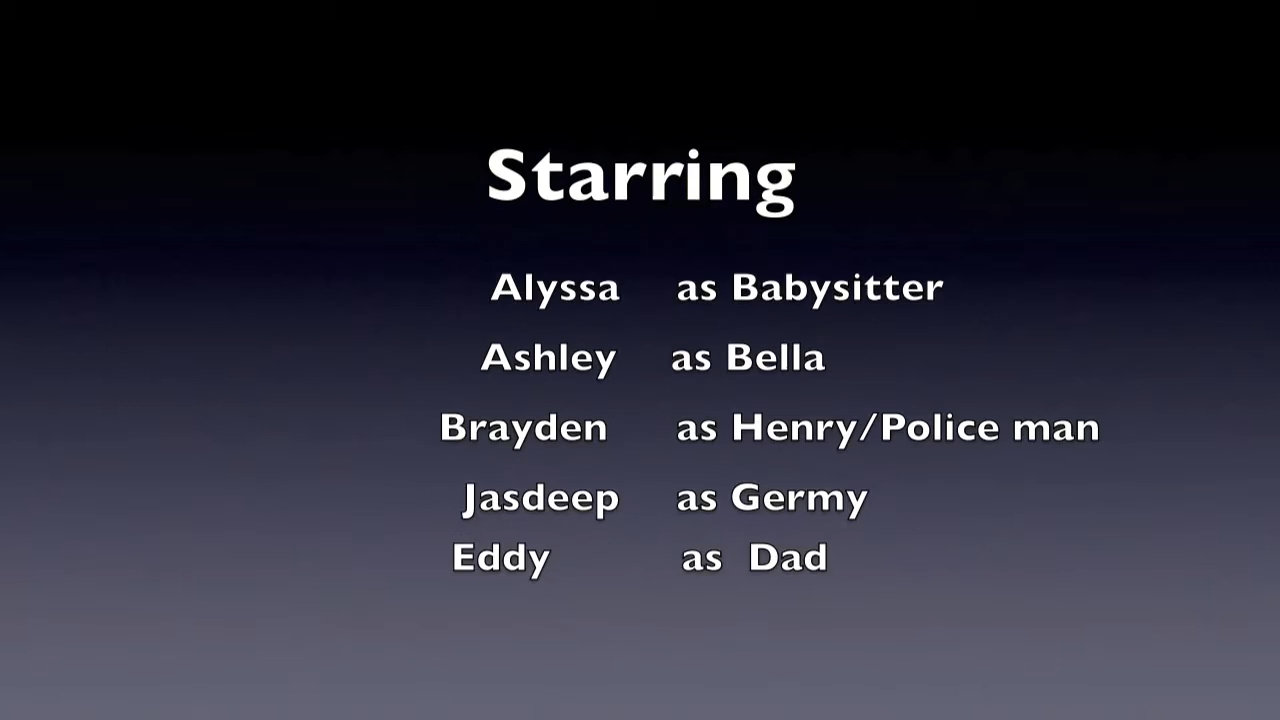 Starring
Alyssa as Babysitter
Ashley as Bella
Brayden as Henry/Police man
Jasdeep as Germy
Eddy as Dad